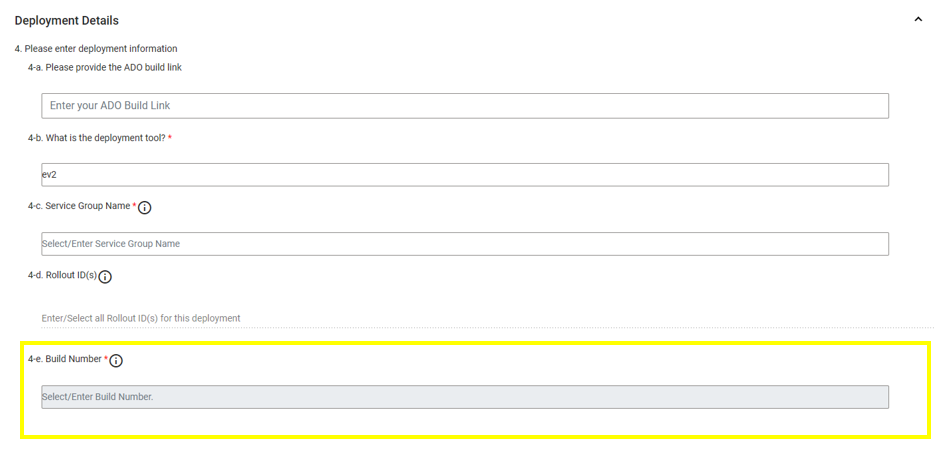 Deployment Details
4. Please enter deployment information
4-a. Please provide the ADO build link
Enter your ADO Build Link
4-b. What is the deployment tool? *
ev2
4-c. Service Group Name *
Select/Enter Service Group Name
4-d. Rollout ID(s)
Enter/Select all Rollout ID(s) for this deployment
4-e. Build Number *
Select/Enter Build Number.